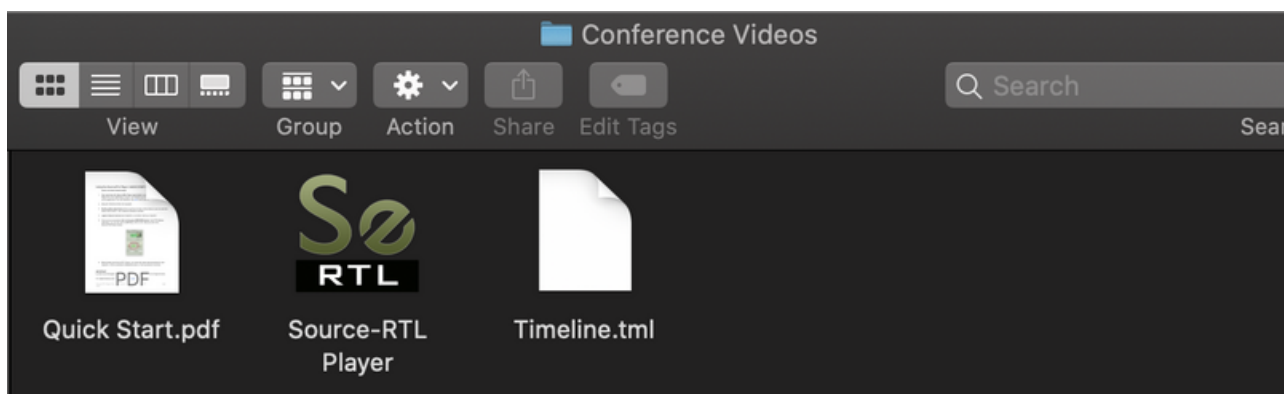 Conference Videos
Search
View Group Action Share Edit Tags Sear
PDF
Se
RTL
Quick Start.pdf Source-RTL Player Timeline.tml